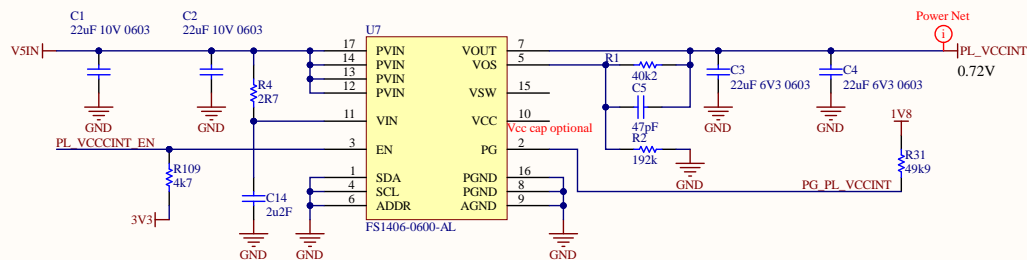 C1
22uF 10V 0603
C2
22uF 10V 0603
U7
Power Net
i
V5IN
17 PVIN
14 PVIN
13 PVIN
12 PVIN
11 VIN
3 EN
1 SDA
4 SCL
6 ADDR
VOUT 7
VOS 5
VSW 15
VCC 10
PG 2
PGND 16
PGND 8
AGND 9
FS1406-0600-AL
R4
2R7
R1
40k2
C5
47pF
R2
192k
C3
22uF 6V3 0603
C4
22uF 6V3 0603
PL_VCCINT
0.72V
Vcc cap optional
1V8
R31
49k9
PG_PL_VCCINT
PL_VCCCINT_EN
R109
4k7
3V3
C14
2u2F
GND
GND
GND
GND
GND
GND
GND
GND